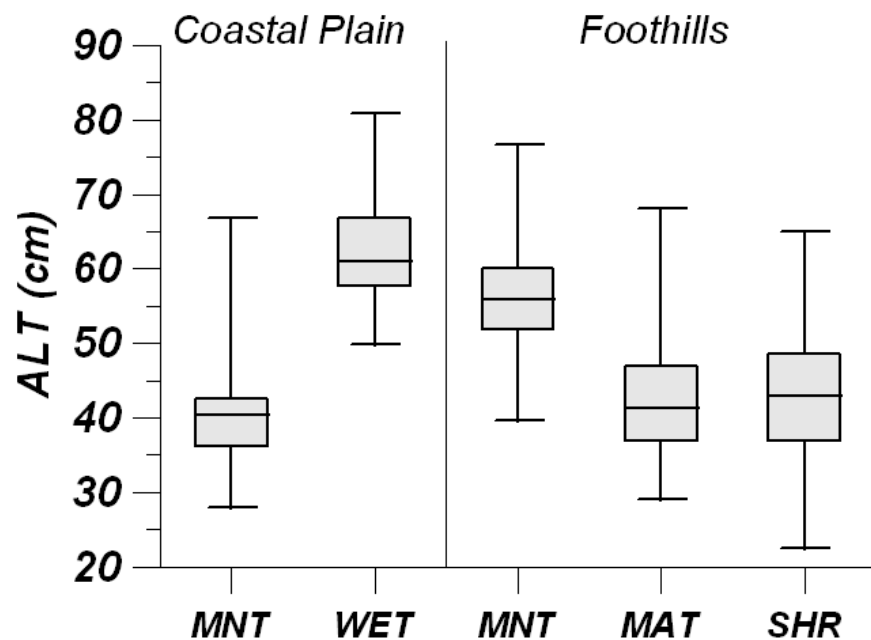 Coastal Plain
Foothills
ALT (cm)
90
80
70
60
50
40
30
20
MNT
WET
MNT
MAT
SHR